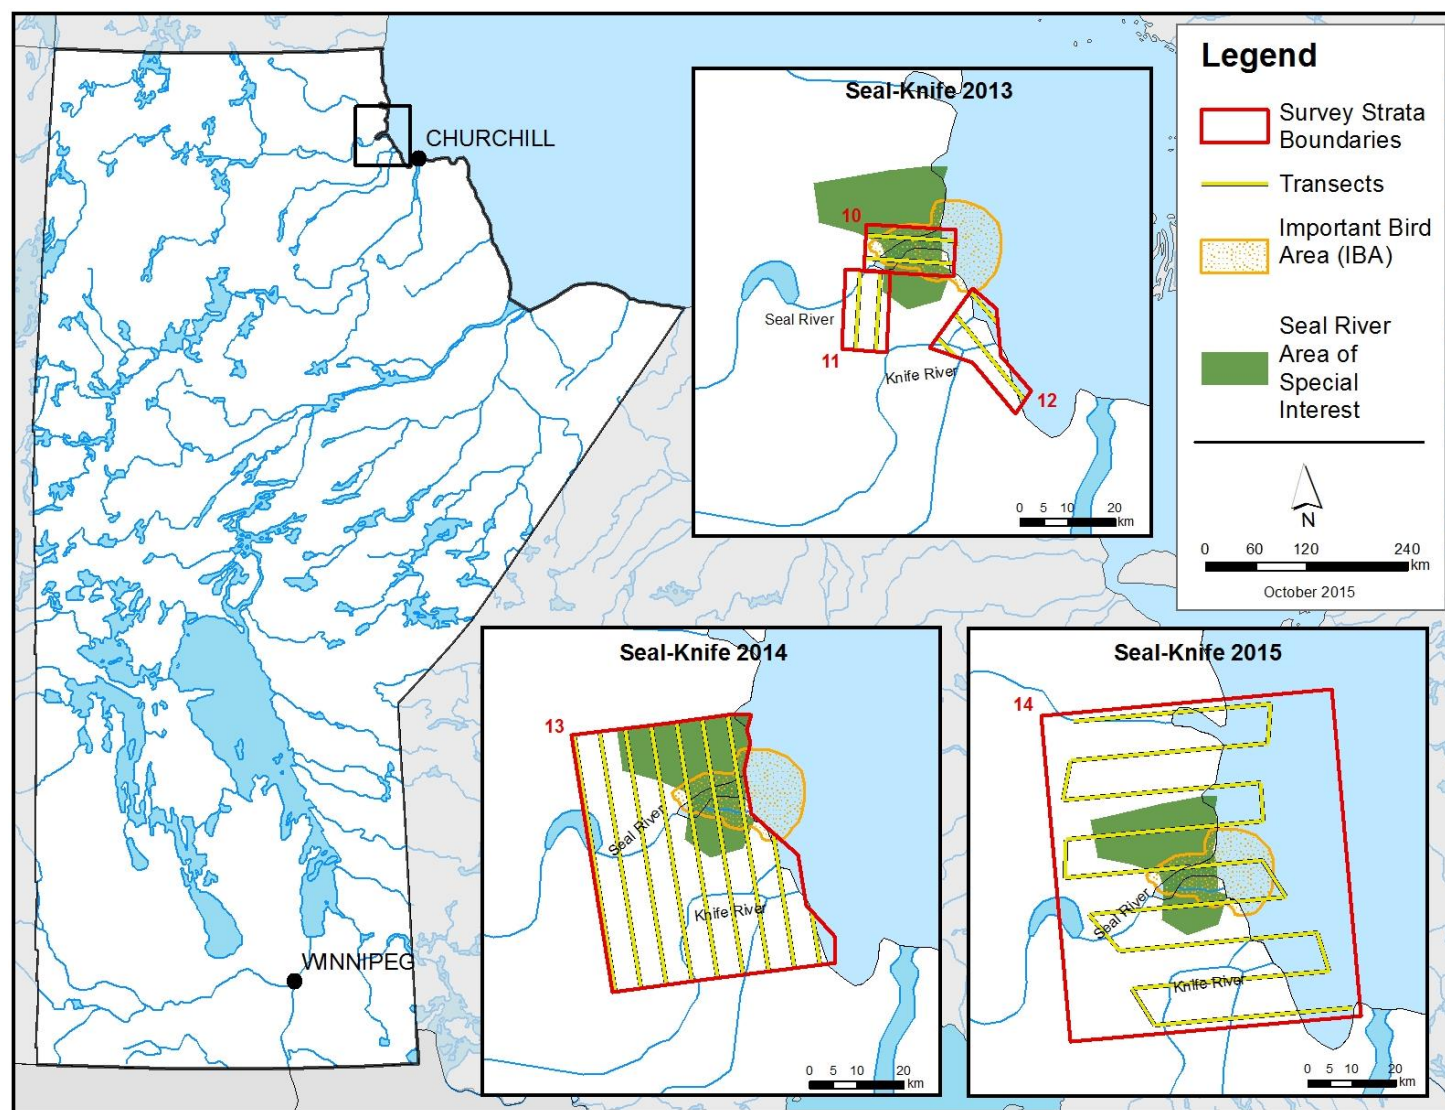 CHURCHILL
WINNIPEG
Seal-Knife 2013
10
Seal River
11
Knife River
12
0 5 10 20
km
Seal-Knife 2014
13
Seal River
Knife River
0 5 10 20
km
Seal-Knife 2015
14
Seal River
Knife River
0 5 10 20
km
Legend
Survey Strata
Boundaries
Transects
Important Bird
Area (IBA)
Seal River
Area of
Special
Interest
N
0 60 120 240
km
October 2015